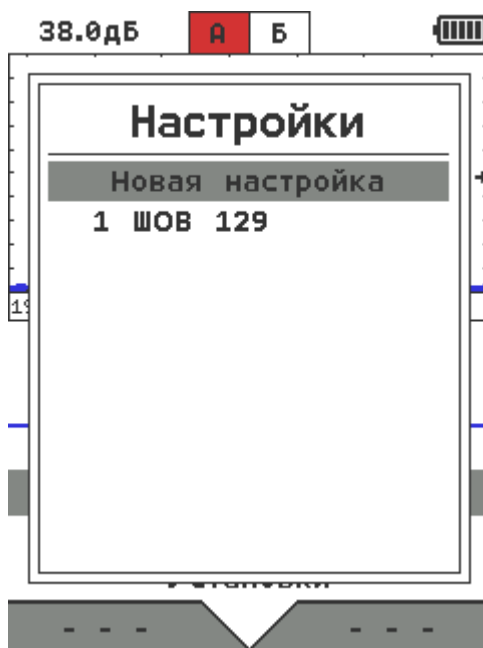 38.0дБ А Б
Настройки
Новая настройка
1 ШОВ 129
- - - - - -